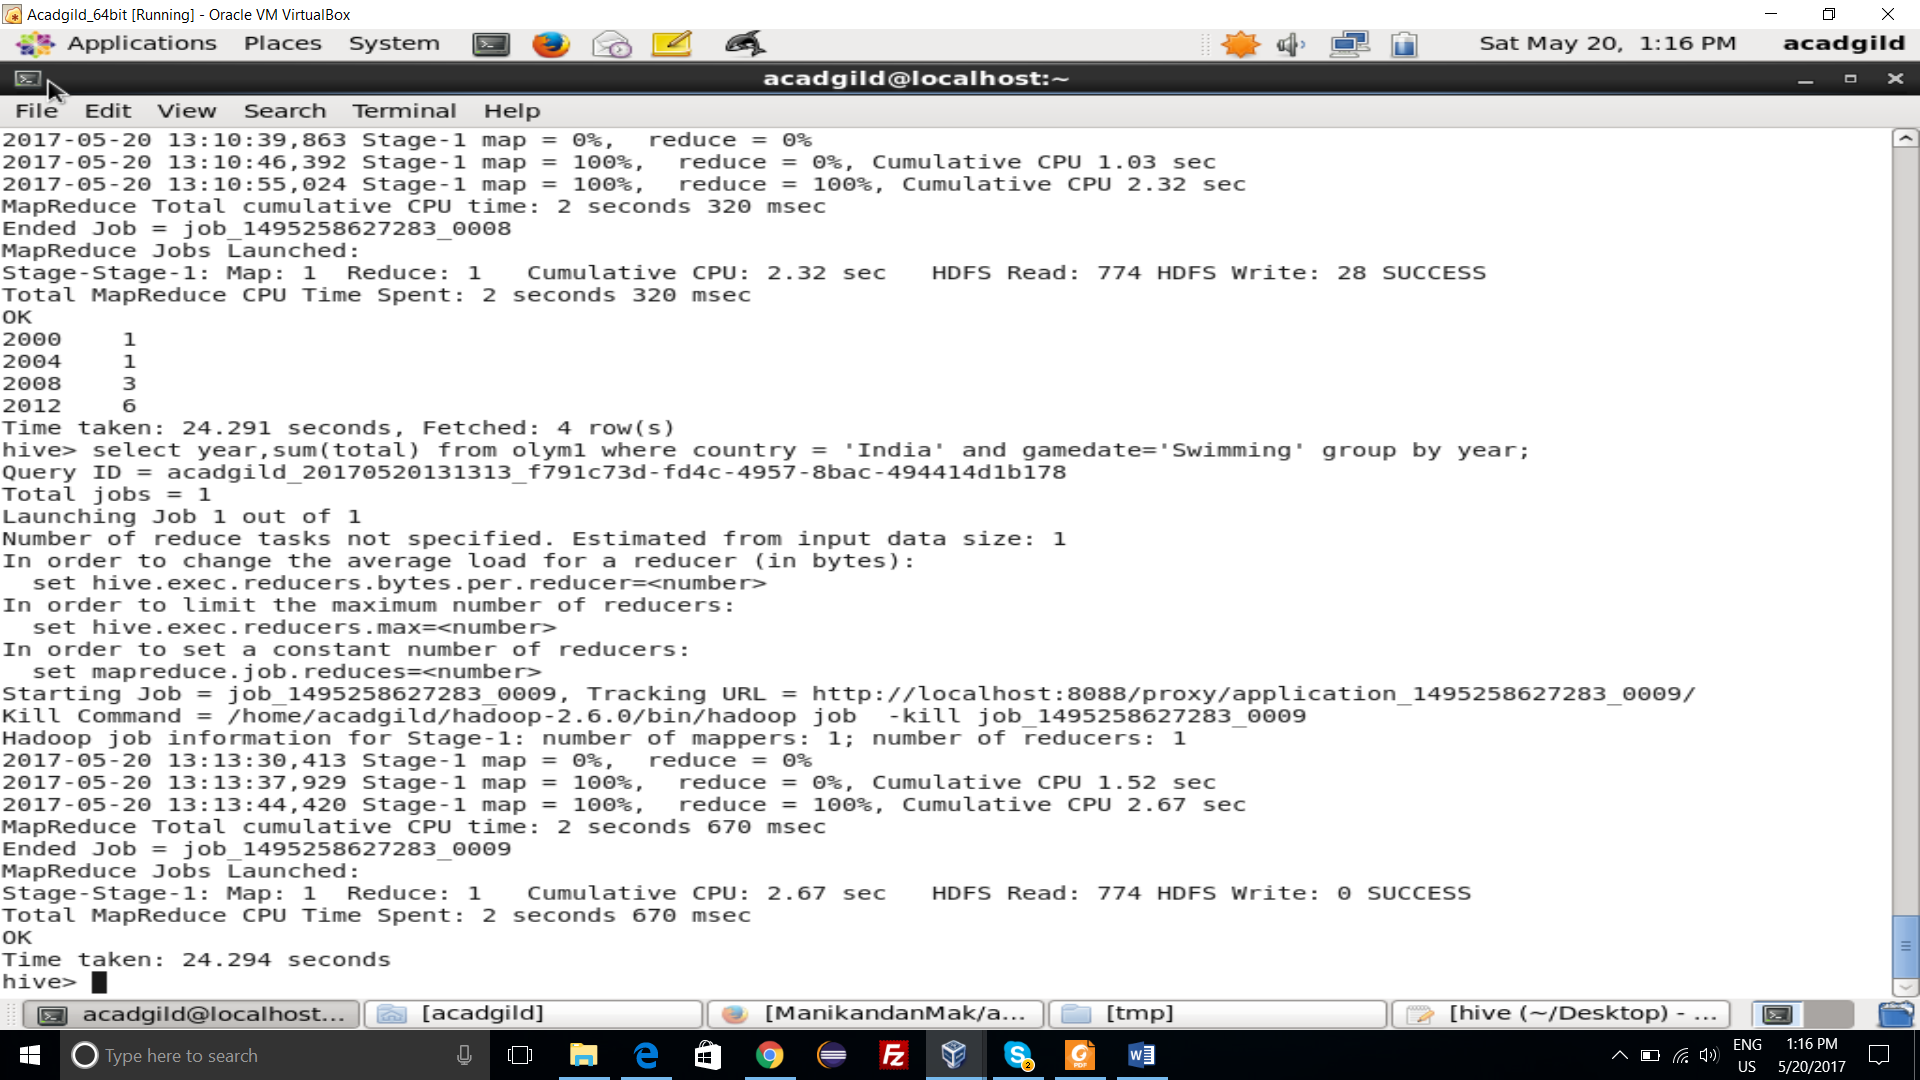 Acadgild_64bit [Running] - Oracle VM VirtualBox
Applications Places System Sat May 20, 1:16 PM acadgild
acadgild@localhost:~
File Edit View Search Terminal Help
2017-05-20 13:10:39,863 Stage-1 map = 0%,  reduce = 0%
2017-05-20 13:10:46,392 Stage-1 map = 100%,  reduce = 0%, Cumulative CPU 1.03 sec
2017-05-20 13:10:55,024 Stage-1 map = 100%,  reduce = 100%, Cumulative CPU 2.32 sec
MapReduce Total cumulative CPU time: 2 seconds 320 msec
Ended Job = job_1495258627283_0008
MapReduce Jobs Launched:
Stage-Stage-1: Map: 1  Reduce: 1   Cumulative CPU: 2.32 sec   HDFS Read: 774 HDFS Write: 28 SUCCESS
Total MapReduce CPU Time Spent: 2 seconds 320 msec
OK
2000    1
2004    1
2008    3
2012    6
Time taken: 24.291 seconds, Fetched: 4 row(s)
hive> select year,sum(total) from olym1 where country = 'India' and gamedate='Swimming' group by year;
Query ID = acadgild_20170520131313_f791c73d-fd4c-4957-8bac-494414d1b178
Total jobs = 1
Launching Job 1 out of 1
Number of reduce tasks not specified. Estimated from input data size: 1
In order to change the average load for a reducer (in bytes):
  set hive.exec.reducers.bytes.per.reducer=<number>
In order to limit the maximum number of reducers:
  set hive.exec.reducers.max=<number>
In order to set a constant number of reducers:
  set mapreduce.job.reduces=<number>
Starting Job = job_1495258627283_0009, Tracking URL = http://localhost:8088/proxy/application_1495258627283_0009/
Kill Command = /home/acadgild/hadoop-2.6.0/bin/hadoop job  -kill job_1495258627283_0009
Hadoop job information for Stage-1: number of mappers: 1; number of reducers: 1
2017-05-20 13:13:30,413 Stage-1 map = 0%,  reduce = 0%
2017-05-20 13:13:37,929 Stage-1 map = 100%,  reduce = 0%, Cumulative CPU 1.52 sec
2017-05-20 13:13:44,420 Stage-1 map = 100%,  reduce = 100%, Cumulative CPU 2.67 sec
MapReduce Total cumulative CPU time: 2 seconds 670 msec
Ended Job = job_1495258627283_0009
MapReduce Jobs Launched:
Stage-Stage-1: Map: 1  Reduce: 1   Cumulative CPU: 2.67 sec   HDFS Read: 774 HDFS Write: 0 SUCCESS
Total MapReduce CPU Time Spent: 2 seconds 670 msec
OK
Time taken: 24.294 seconds
hive>
acadgild@localhost... [acadgild] [ManikandanMak/a... [tmp] [hive (~/Desktop) - ...
Type here to search ENG 1:16 PM
US 5/20/2017